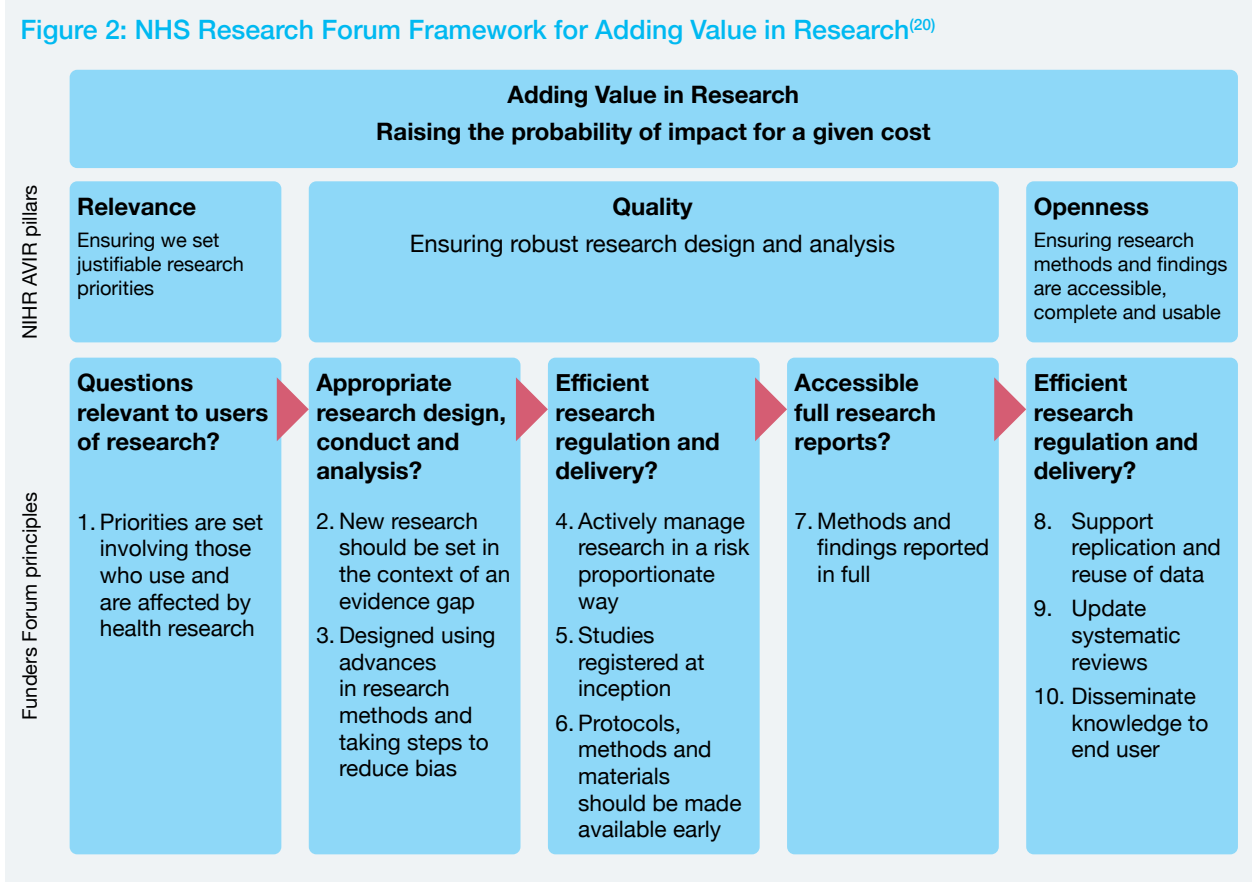 Figure 2: NHS Research Forum Framework for Adding Value in Research(20)
Adding Value in Research
Raising the probability of impact for a given cost
NIHR AVIR pillars
Relevance
Ensuring we set
justifiable research
priorities
Quality
Ensuring robust research design and analysis
Openness
Ensuring research
methods and findings
are accessible,
complete and usable
Funders Forum principles
Questions
relevant to users
of research?
1. Priorities are set
involving those
who use and
are affected by
health research
Appropriate
research design,
conduct and
analysis?
2. New research
should be set in
the context of an
evidence gap
3. Designed using
advances
in research
methods and
taking steps to
reduce bias
Efficient
research
regulation and
delivery?
4. Actively manage
research in a risk
proportionate
way
5. Studies
registered at
inception
6. Protocols,
methods and
materials
should be made
available early
Accessible
full research
reports?
7. Methods and
findings reported
in full
Efficient
research
regulation and
delivery?
8. Support
replication and
reuse of data
9. Update
systematic
reviews
10. Disseminate
knowledge to
end user